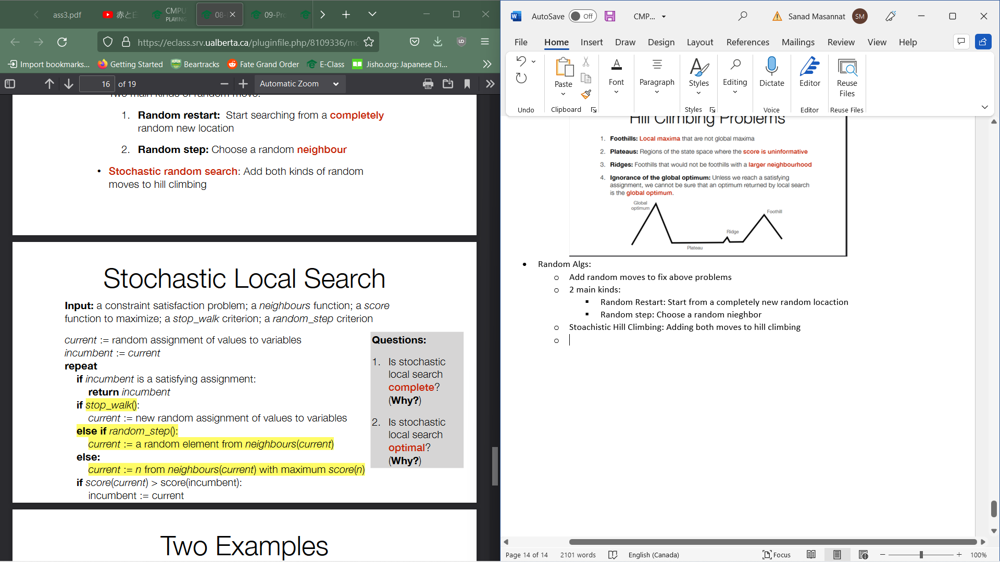 ass3.pdf
赤と白
CMPU
PLAYING
08-
09-Pro
https://eclass.srv.ualberta.ca/pluginfile.php/8109336/mo
Import bookmarks...
Getting Started
Beartracks
Fate Grand Order
E-Class
Jisho.org: Japanese Di...
16 of 19
Automatic Zoom
Two main kinds of random move:
1. Random restart: Start searching from a completely
random new location
2. Random step: Choose a random neighbour
• Stochastic random search: Add both kinds of random
moves to hill climbing
Stochastic Local Search
Input: a constraint satisfaction problem; a neighbours function; a score
function to maximize; a stop_walk criterion; a random_step criterion
current := random assignment of values to variables
incumbent := current
repeat
if incumbent is a satisfying assignment:
return incumbent
if stop_walk():
current := new random assignment of values to variables
else if random_step():
current := a random element from neighbours(current)
else:
current := n from neighbours(current) with maximum score(n)
if score(current) > score(incumbent):
incumbent := current
Questions:
1. Is stochastic
local search
complete?
(Why?)
2. Is stochastic
local search
optimal?
(Why?)
Two Examples
AutoSave
Off
CMP...
Sanad Masannat
SM
File
Home
Insert
Draw
Design
Layout
References
Mailings
Review
View
Help
Paste
Font
Paragraph
Styles
Editing
Dictate
Editor
Reuse
Files
Undo
Clipboard
Styles
Voice
Editor
Reuse Files
Hill Climbing Problems
1. Foothills: Local maxima that are not global maxima
2. Plateaus: Regions of the state space where the score is uninformative
3. Ridges: Foothills that would not be foothills with a larger neighbourhood
4. Ignorance of the global optimum: Unless we reach a satisfying
assignment, we cannot be sure that an optimum returned by local search
is the global optimum.
Global
optimum
Foothill
Ridge
Plateau
• Random Algs:
o Add random moves to fix above problems
o 2 main kinds:
▪ Random Restart: Start from a completely new random locaction
▪ Random step: Choose a random nieghbor
o Stoachistic Hill Climbing: Adding both moves to hill climbing
o
Page 14 of 14
2101 words
English (Canada)
Focus
100%